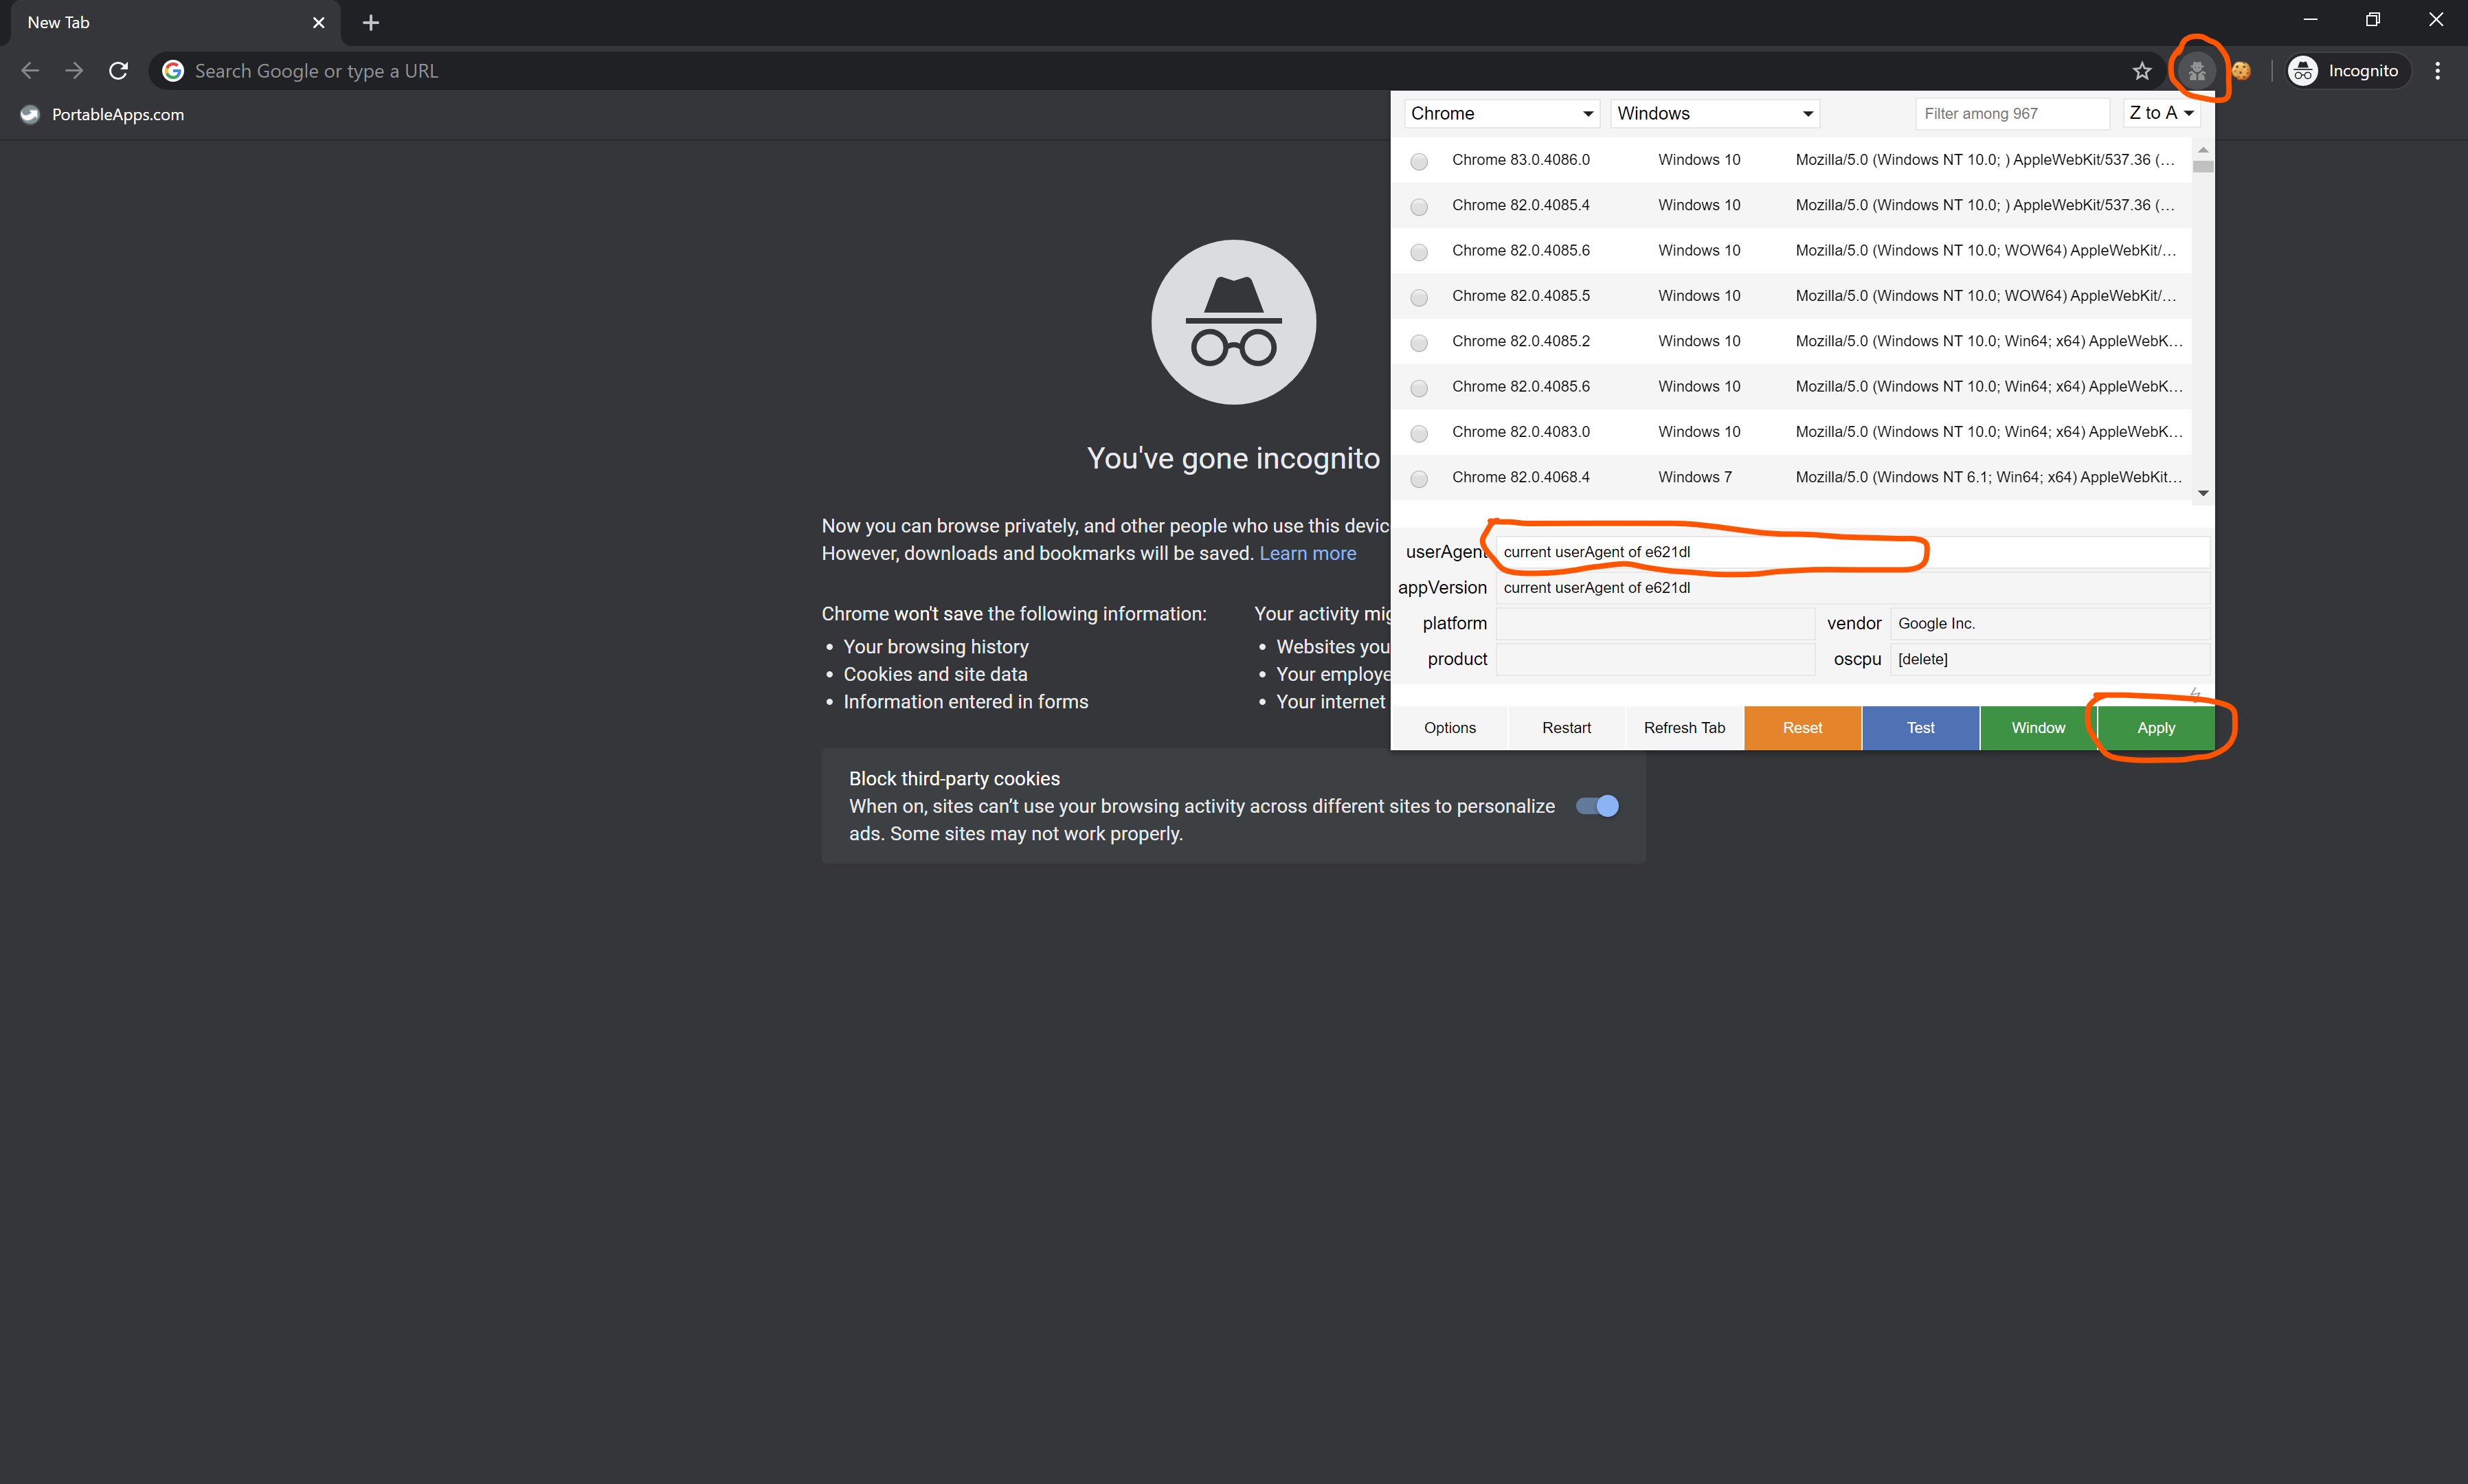 New Tab
Search Google or type a URL
Incognito
PortableApps.com
Chrome
Windows
Filter among 967
Z to A
Chrome 83.0.4086.0 Windows 10 Mozilla/5.0 (Windows NT 10.0; ) AppleWebKit/537.36 (...
Chrome 82.0.4085.4 Windows 10 Mozilla/5.0 (Windows NT 10.0; ) AppleWebKit/537.36 (...
Chrome 82.0.4085.6 Windows 10 Mozilla/5.0 (Windows NT 10.0; WOW64) AppleWebKit/...
Chrome 82.0.4085.5 Windows 10 Mozilla/5.0 (Windows NT 10.0; WOW64) AppleWebKit/...
Chrome 82.0.4085.2 Windows 10 Mozilla/5.0 (Windows NT 10.0; Win64; x64) AppleWebK...
Chrome 82.0.4085.6 Windows 10 Mozilla/5.0 (Windows NT 10.0; Win64; x64) AppleWebK...
Chrome 82.0.4083.0 Windows 10 Mozilla/5.0 (Windows NT 10.0; Win64; x64) AppleWebK...
Chrome 82.0.4068.4 Windows 7 Mozilla/5.0 (Windows NT 6.1; Win64; x64) AppleWebKit...
userAgent current userAgent of e621dl
appVersion current userAgent of e621dl
platform vendor Google Inc.
product oscpu [delete]
Options Restart Refresh Tab Reset Test Window Apply
You've gone incognito
Now you can browse privately, and other people who use this devic
However, downloads and bookmarks will be saved. Learn more
Chrome won't save the following information:
• Your browsing history
• Cookies and site data
• Information entered in forms
Your activity mig
• Websites you
• Your employe
• Your internet
Block third-party cookies
When on, sites can't use your browsing activity across different sites to personalize
ads. Some sites may not work properly.